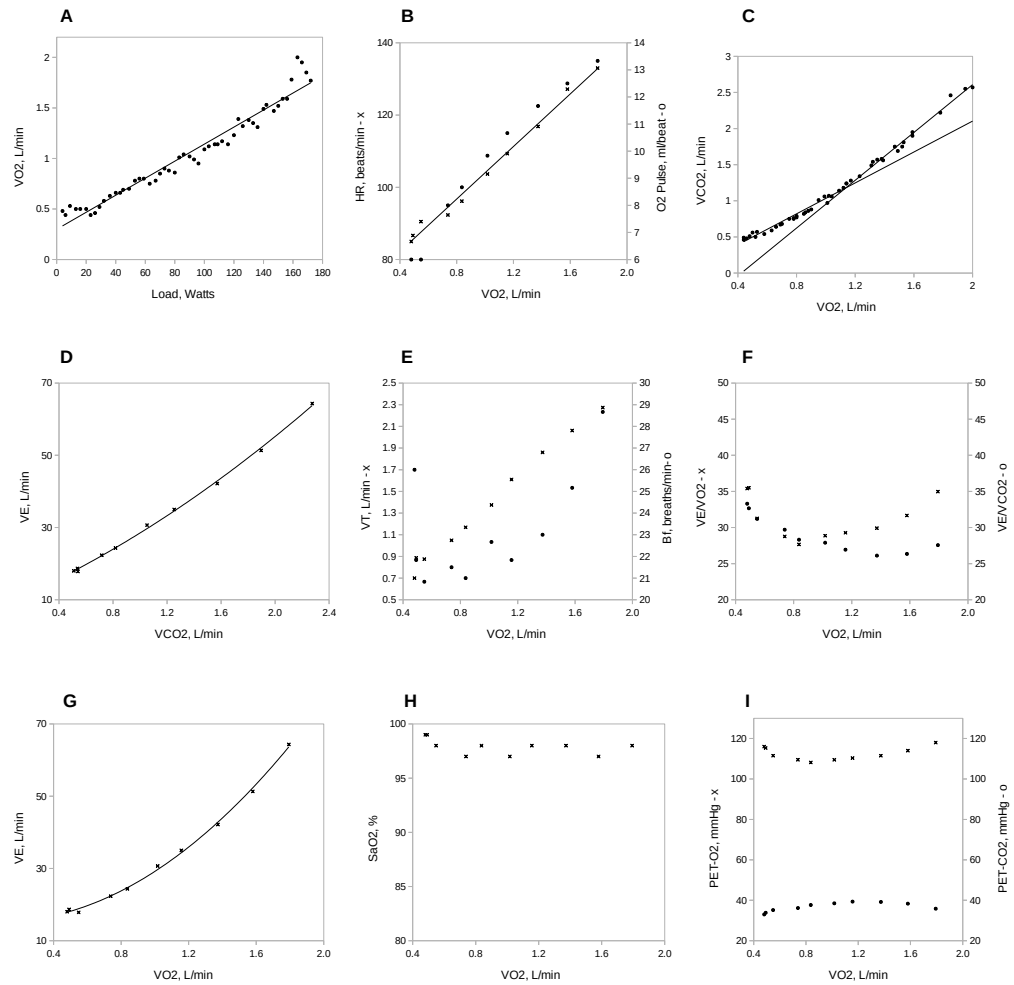 A
B
C
2
1.5
1
0.5
0
VO2, L/min
0 20 40 60 80 100 120 140 160 180
Load, Watts
140
120
100
80
HR, beats/min - x
14
13
12
11
10
9
8
7
6
O2 Pulse, ml/beat - o
0.4 0.8 1.2 1.6 2.0
VO2, L/min
3
2.5
2
1.5
1
0.5
0
VCO2, L/min
0.4 0.8 1.2 1.6 2
VO2, L/min
D
E
F
70
50
30
10
VE, L/min
0.4 0.8 1.2 1.6 2.0 2.4
VCO2, L/min
2.5
2.3
2.1
1.9
1.7
1.5
1.3
1.1
0.9
0.7
0.5
VT, L/min - x
30
29
28
27
26
25
24
23
22
21
20
Bf, breaths/min- o
0.4 0.8 1.2 1.6 2.0
VO2, L/min
50
45
40
35
30
25
20
VE/VO2 - x
50
45
40
35
30
25
20
VE/VCO2 - o
0.4 0.8 1.2 1.6 2.0
VO2, L/min
G
H
I
70
50
30
10
VE, L/min
0.4 0.8 1.2 1.6 2.0
VO2, L/min
100
95
90
85
80
SaO2, %
0.4 0.8 1.2 1.6 2.0
VO2, L/min
120
100
80
60
40
20
PET-O2, mmHg - x
120
100
80
60
40
20
PET-CO2, mmHg - o
0.4 0.8 1.2 1.6 2.0
VO2, L/min